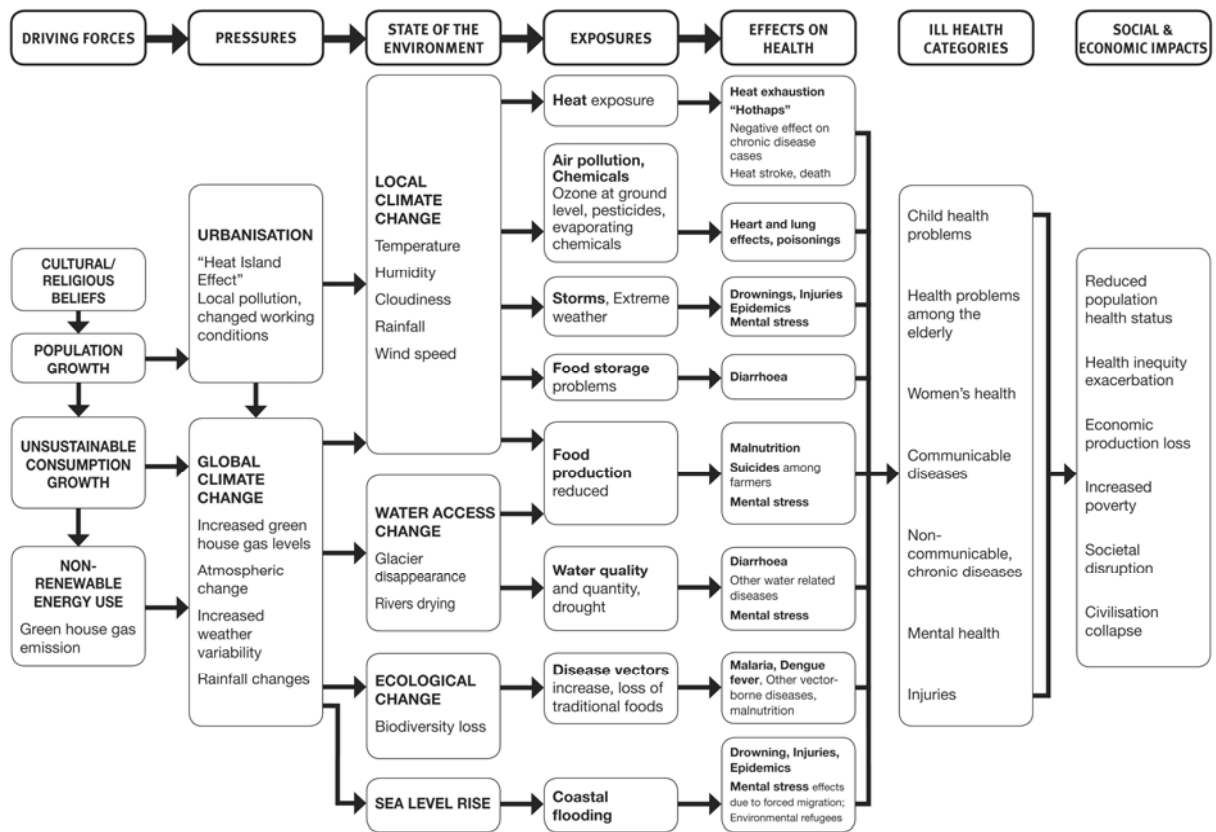 DRIVING FORCES
PRESSURES
STATE OF THE
ENVIRONMENT
EXPOSURES
EFFECTS ON
HEALTH
ILL HEALTH
CATEGORIES
SOCIAL &
ECONOMIC IMPACTS
CULTURAL/
RELIGIOUS
BELIEFS
POPULATION
GROWTH
UNSUSTAINABLE
CONSUMPTION
GROWTH
NON-
RENEWABLE
ENERGY USE
Green house gas
emission
URBANISATION
“Heat Island
Effect”
Local pollution,
changed working
conditions
GLOBAL
CLIMATE
CHANGE
Increased green
house gas levels
Atmospheric
change
Increased
weather
variability
Rainfall changes
LOCAL
CLIMATE
CHANGE
Temperature
Humidity
Cloudiness
Rainfall
Wind speed
WATER ACCESS
CHANGE
Glacier
disappearance
Rivers drying
ECOLOGICAL
CHANGE
Biodiversity loss
SEA LEVEL RISE
Heat exposure
Air pollution,
Chemicals
Ozone at ground
level, pesticides,
evaporating
chemicals
Storms, Extreme
weather
Food storage
problems
Food
production
reduced
Water quality
and quantity,
drought
Disease vectors
increase, loss of
traditional foods
Coastal
flooding
Heat exhaustion
“Hothaps”
Negative effect on
chronic disease
cases
Heat stroke, death
Heart and lung
effects, poisonings
Drownings, Injuries
Epidemics
Mental stress
Diarrhoea
Malnutrition
Suicides among
farmers
Mental stress
Diarrhoea
Other water related
diseases
Mental stress
Malaria, Dengue
fever, Other vector-
borne diseases,
malnutrition
Drowning, Injuries,
Epidemics
Mental stress effects
due to forced migration;
Environmental refugees
Child health
problems
Health problems
among the
elderly
Women’s health
Communicable
diseases
Non-
communicable,
chronic diseases
Mental health
Injuries
Reduced
population
health status
Health inequity
exacerbation
Economic
production loss
Increased
poverty
Societal
disruption
Civilisation
collapse